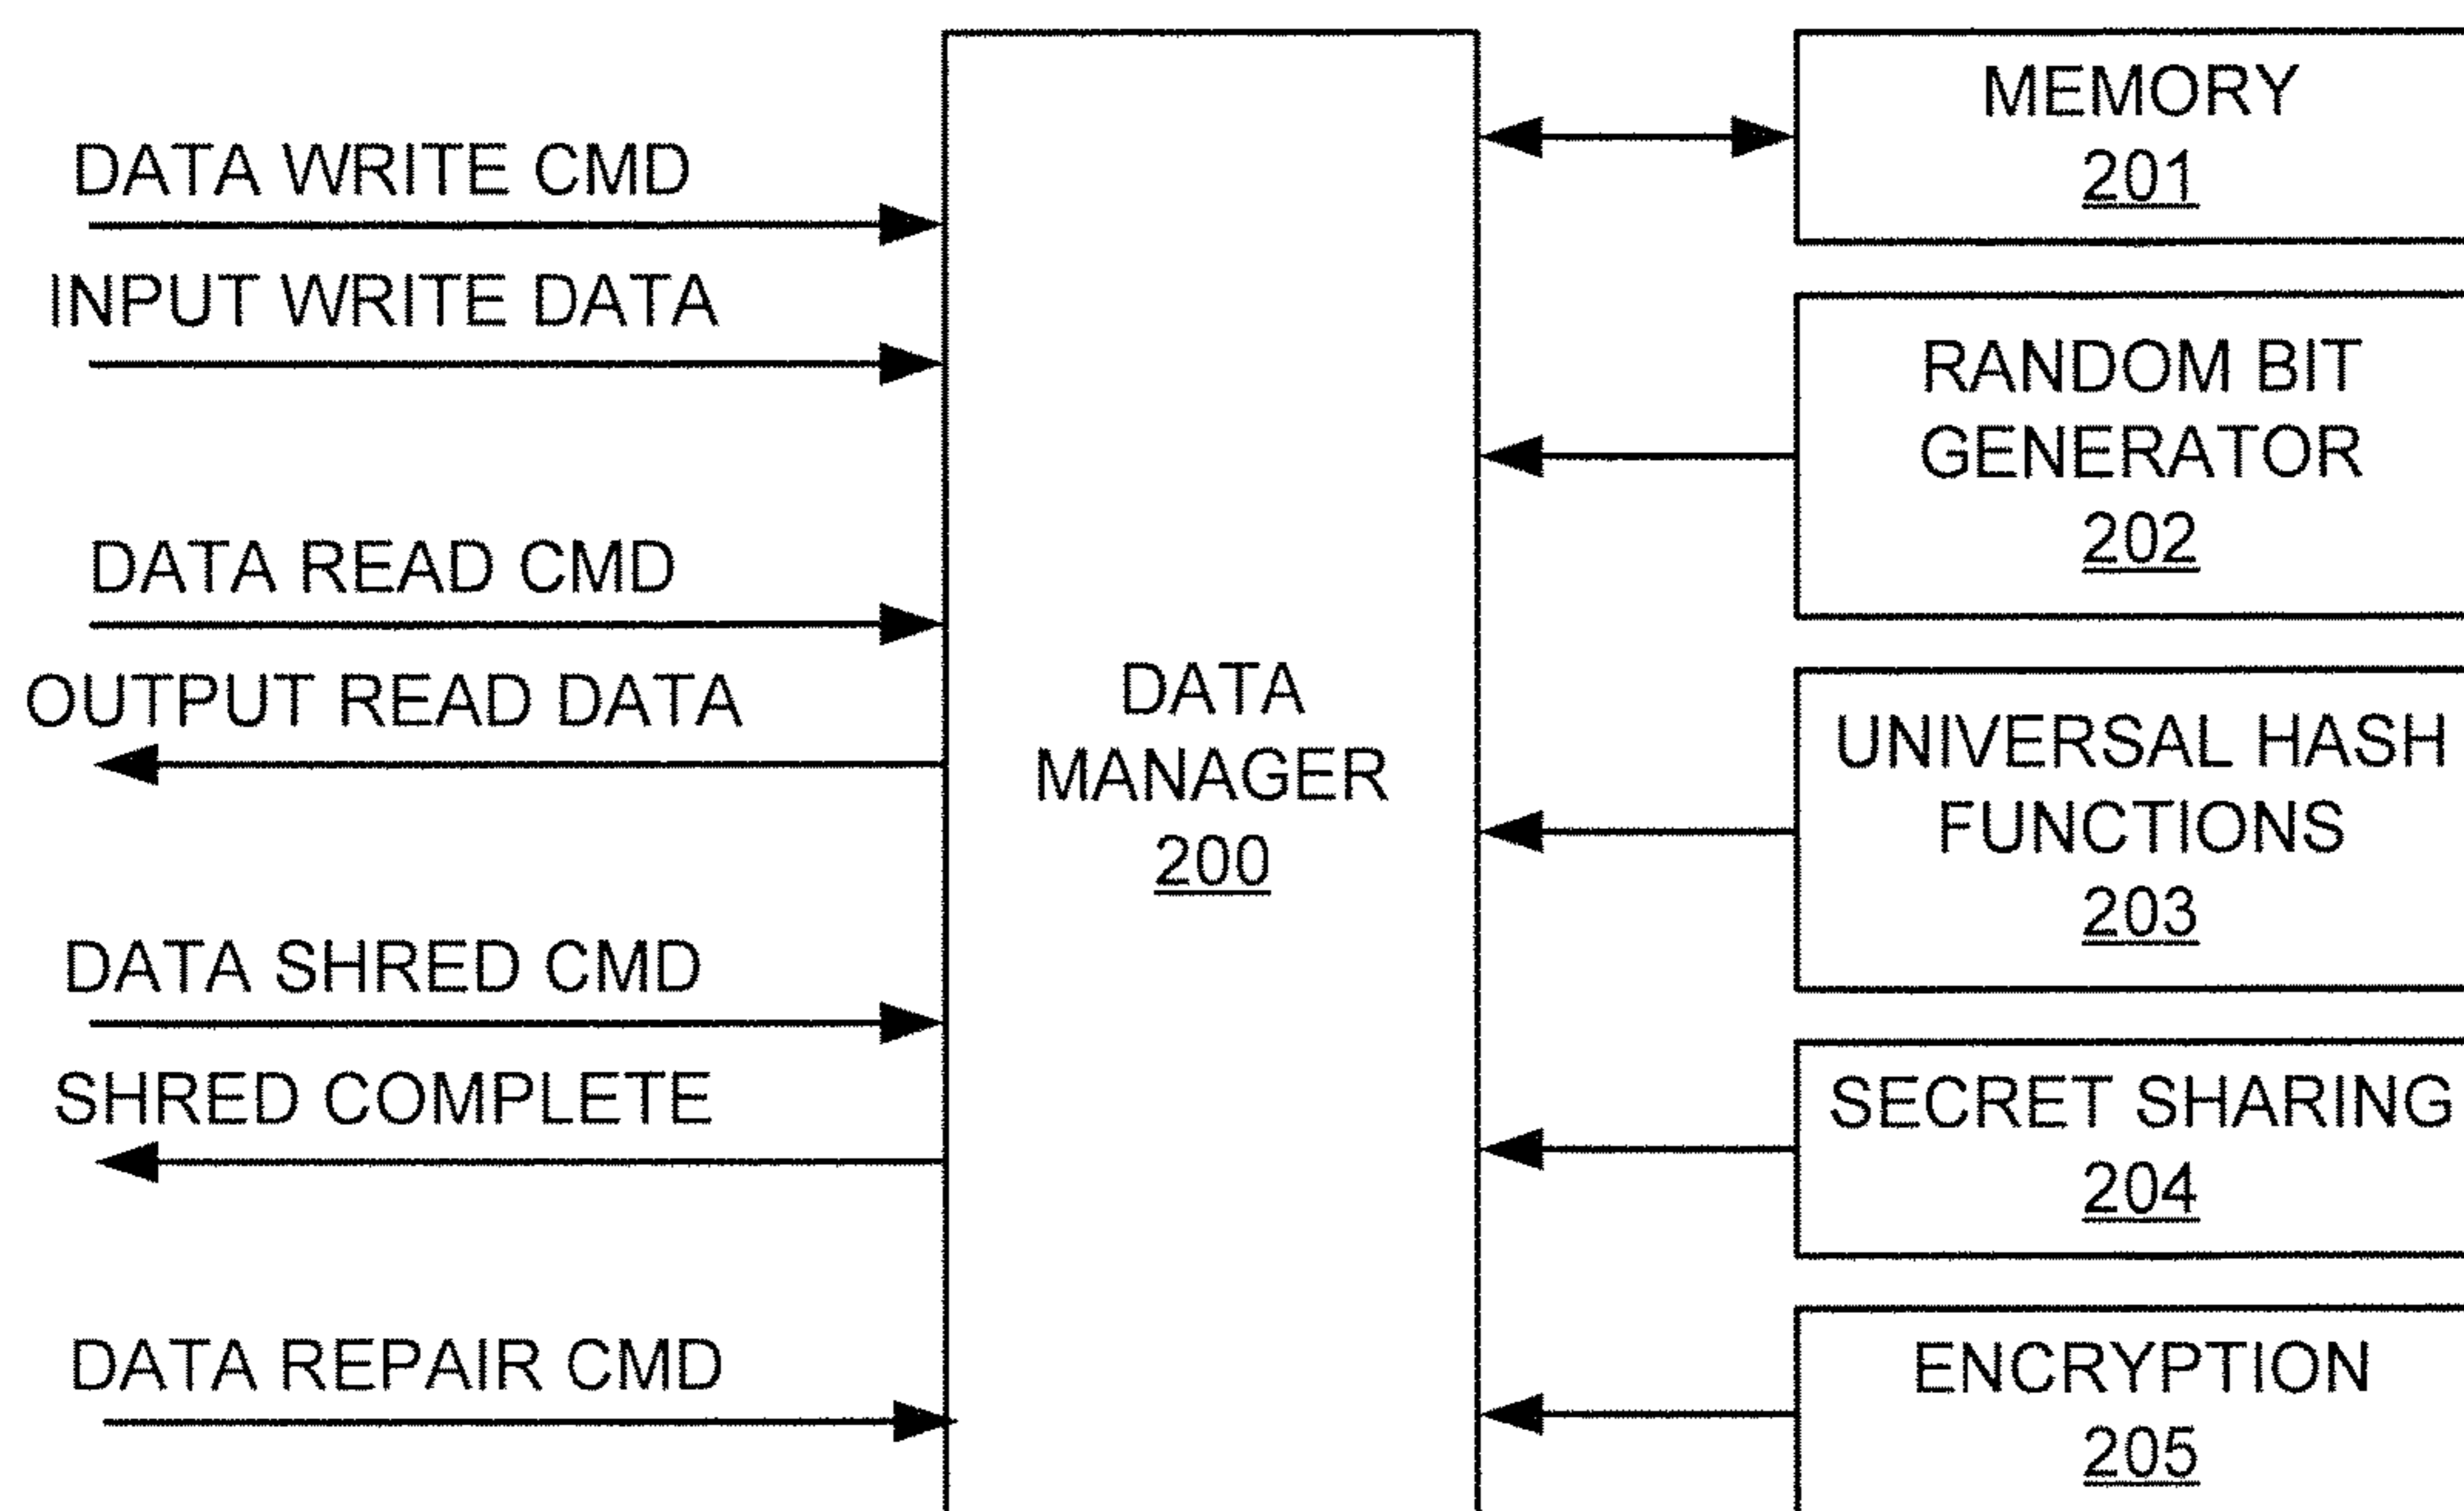 DATA WRITE CMD
INPUT WRITE DATA
DATA READ CMD
OUTPUT READ DATA
DATA SHRED CMD
SHRED COMPLETE
DATA REPAIR CMD
DATA
MANAGER
200
MEMORY
201
RANDOM BIT
GENERATOR
202
UNIVERSAL HASH
FUNCTIONS
203
SECRET SHARING
204
ENCRYPTION
205